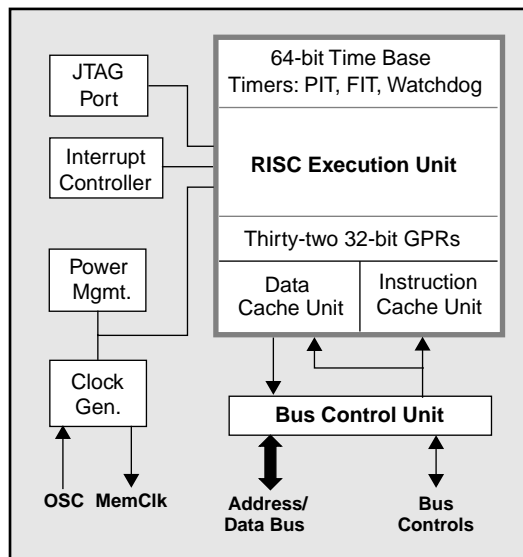 JTAG
Port
Interrupt
Controller
Power
Mgmt.
Clock
Gen.
OSC MemClk
64-bit Time Base
Timers: PIT, FIT, Watchdog
RISC Execution Unit
Thirty-two 32-bit GPRs
Data
Cache Unit
Instruction
Cache Unit
Bus Control Unit
Address/
Data Bus
Bus
Controls